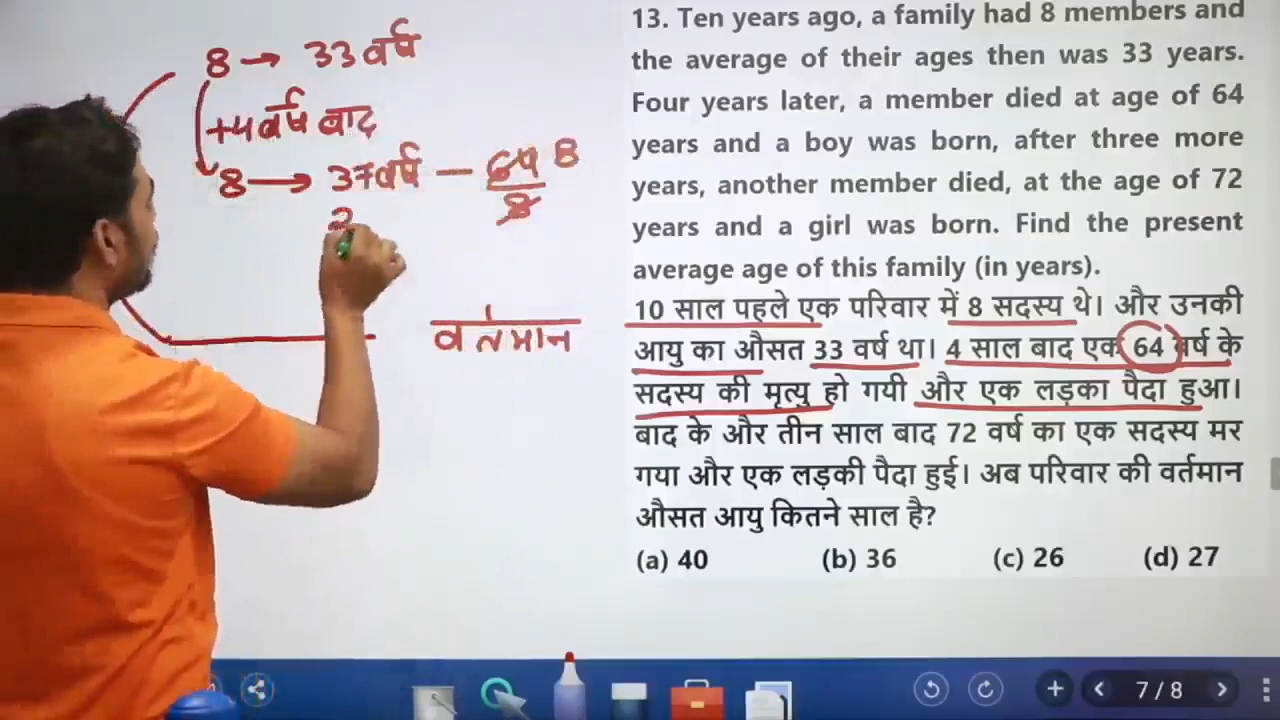 8 → 33 वर्ष
+4 वर्ष बाद
8 → 37 वर्ष — 64 8
8
2
वर्तमान
13. Ten years ago, a family had 8 members and
the average of their ages then was 33 years.
Four years later, a member died at age of 64
years and a boy was born, after three more
years, another member died, at the age of 72
years and a girl was born. Find the present
average age of this family (in years).
10 साल पहले एक परिवार में 8 सदस्य थे। और उनकी
आयु का औसत 33 वर्ष था। 4 साल बाद एक 64 वर्ष के
सदस्य की मृत्यु हो गयी और एक लड़का पैदा हुआ।
बाद के और तीन साल बाद 72 वर्ष का एक सदस्य मर
गया और एक लड़की पैदा हुई। अब परिवार की वर्तमान
औसत आयु कितने साल है?
(a) 40 (b) 36 (c) 26 (d) 27
7 / 8